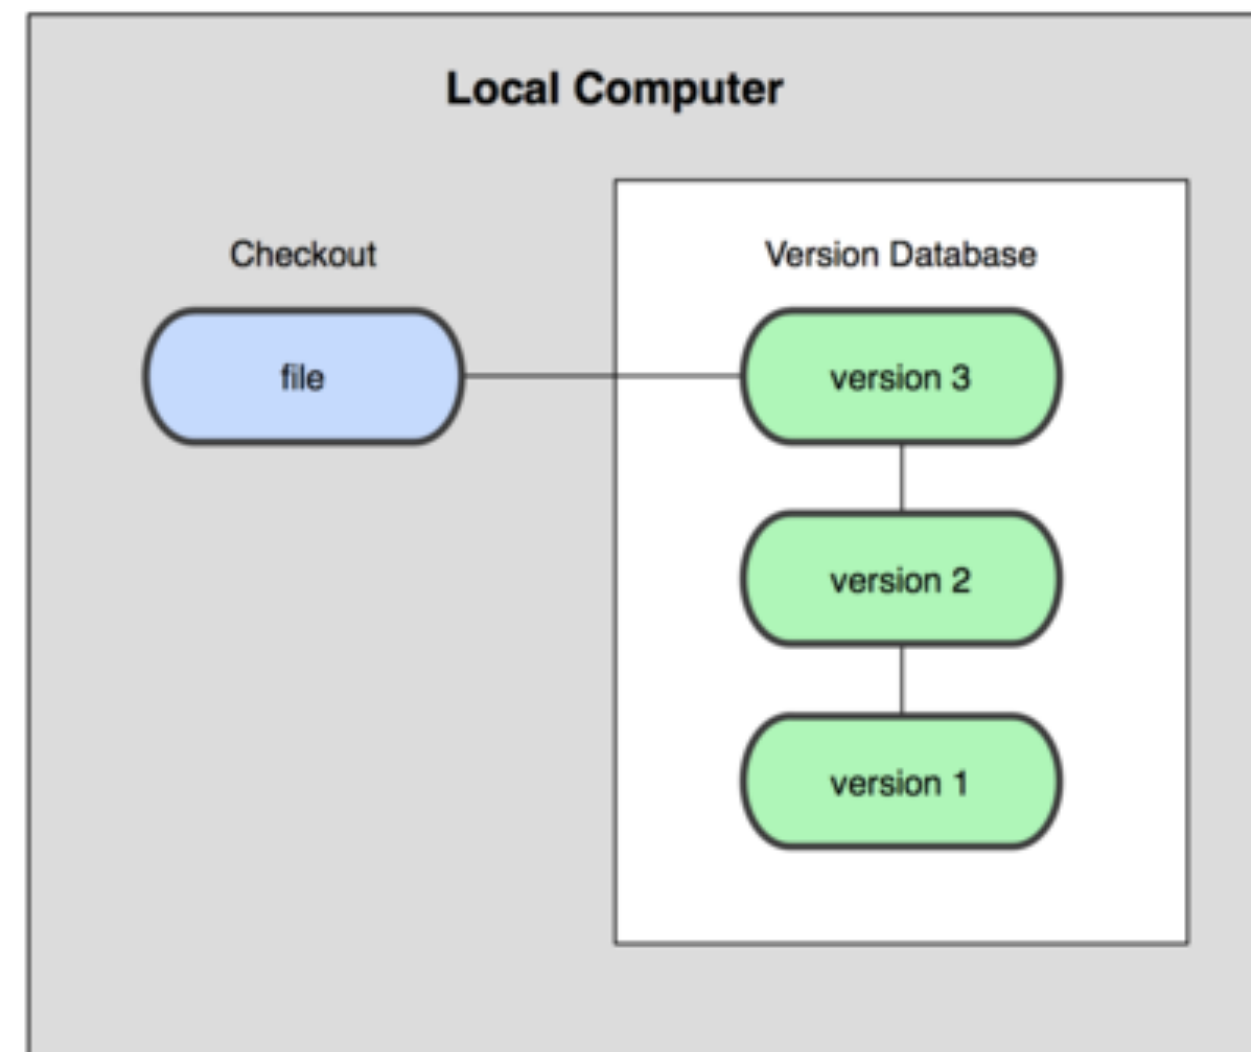 Local Computer
Checkout
Version Database
file
version 3
version 2
version 1